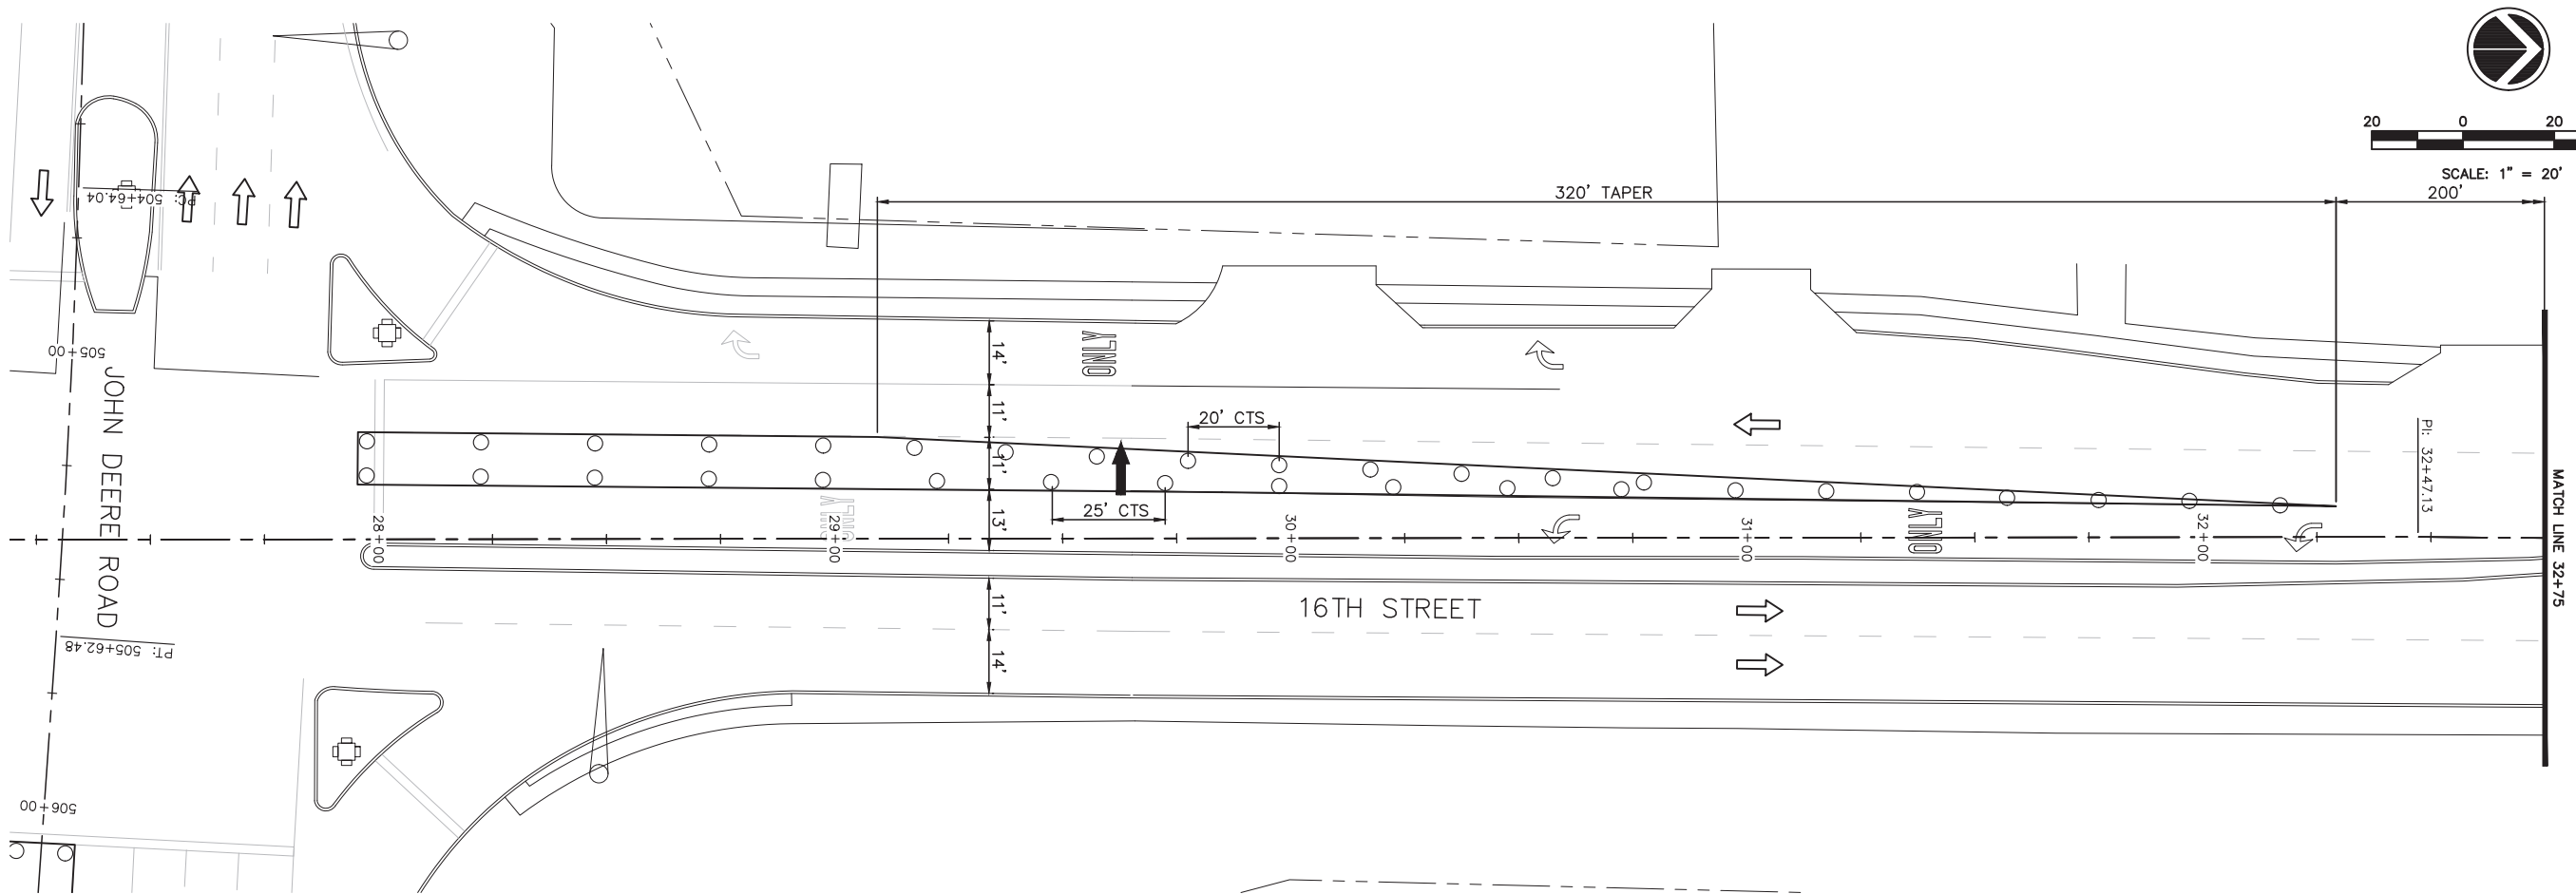 20 0 20
SCALE: 1" = 20'
320' TAPER
200'
PC: 504+64.04
505+00
JOHN DEERE ROAD
PT: 505+62.48
506+00
14'
11'
11'
13'
11'
14'
ONLY
20' CTS
25' CTS
ONLY
28+00
29+00
30+00
31+00
ONLY
32+00
PI: 32+47.13
MATCH LINE 32+75
16TH STREET